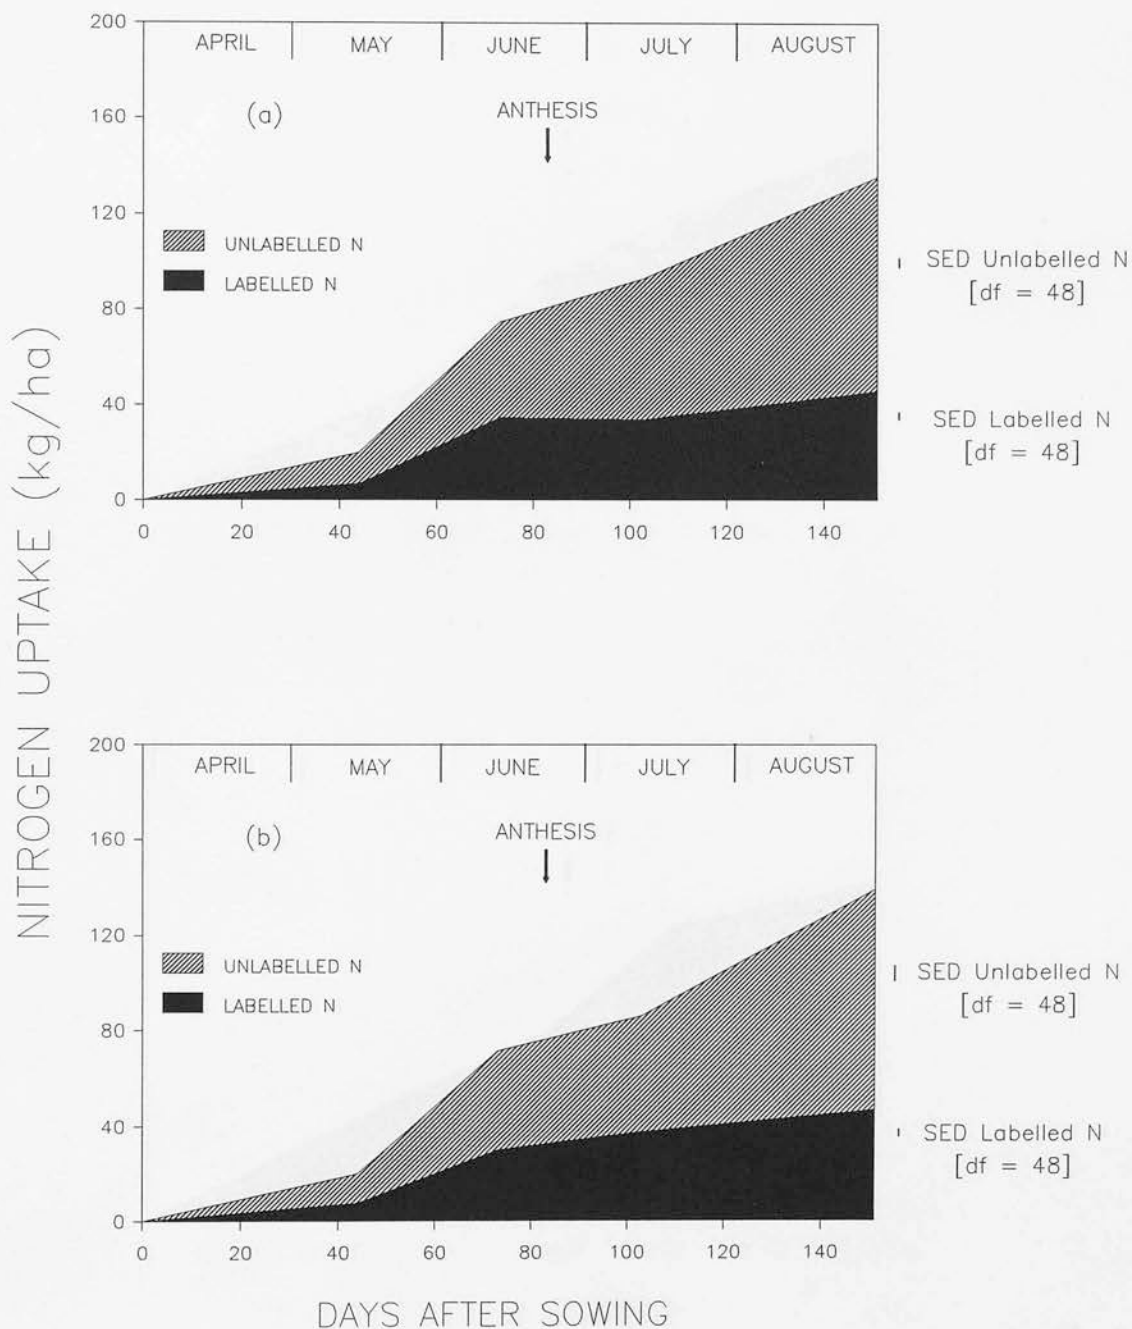 NITROGEN UPTAKE (kg/ha)
200
APRIL MAY JUNE JULY AUGUST
160
(a)
ANTHESIS
120
UNLABELLED N
LABELLED N
SED Unlabelled N
[df = 48]
80
40
SED Labelled N
[df = 48]
0
0 20 40 60 80 100 120 140
200
APRIL MAY JUNE JULY AUGUST
160
(b)
ANTHESIS
120
UNLABELLED N
LABELLED N
SED Unlabelled N
[df = 48]
80
40
SED Labelled N
[df = 48]
0
0 20 40 60 80 100 120 140
DAYS AFTER SOWING